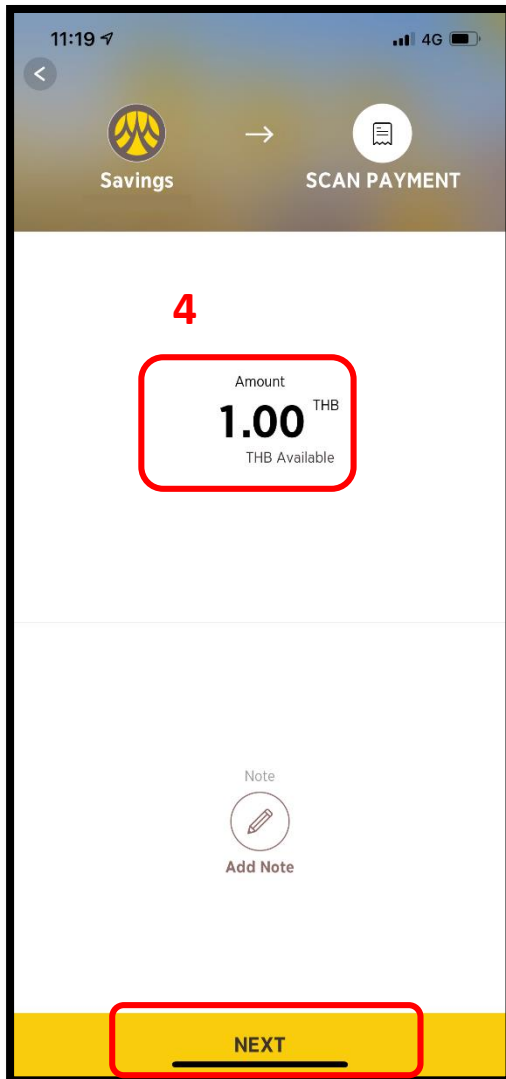 11:19 4G
Savings → SCAN PAYMENT
4
Amount
1.00 THB
THB Available
Note
Add Note
NEXT